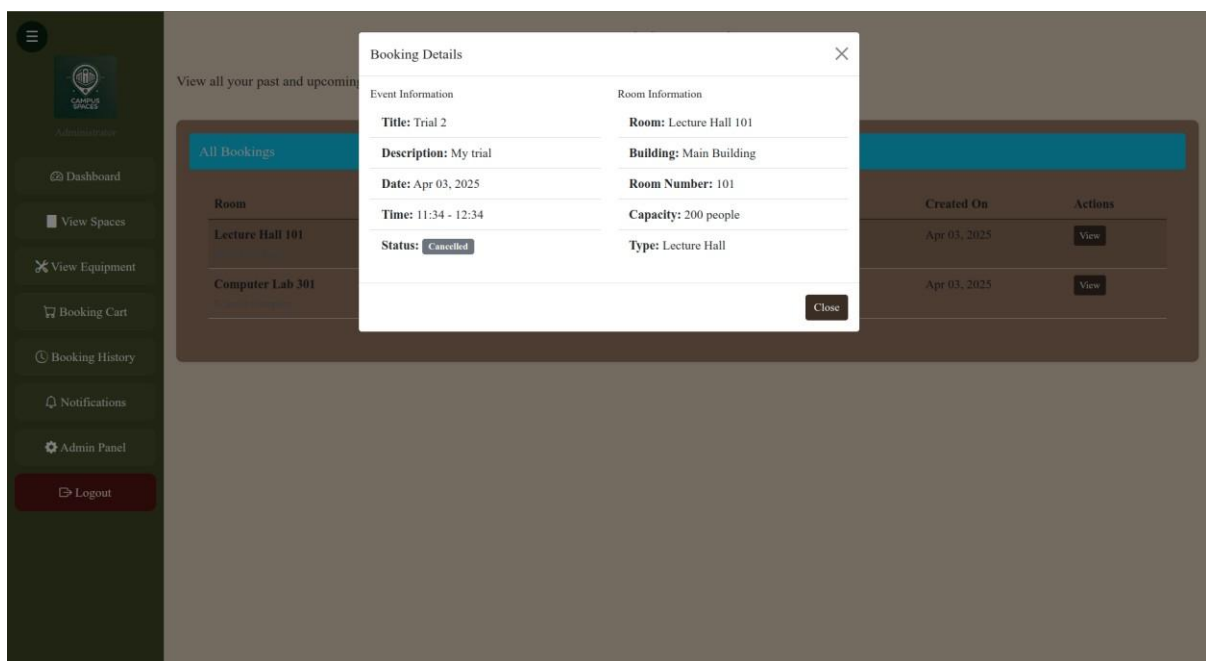 CAMPUS
SPACES
Administrator
Dashboard
View Spaces
View Equipment
Booking Cart
Booking History
Notifications
Admin Panel
Logout
View all your past and upcoming
All Bookings
Room Created On Actions
Lecture Hall 101 Apr 03, 2025 View
Computer Lab 301 Apr 03, 2025 View
Booking Details
Event Information
Title: Trial 2
Description: My trial
Date: Apr 03, 2025
Time: 11:34 - 12:34
Status: Cancelled
Room Information
Room: Lecture Hall 101
Building: Main Building
Room Number: 101
Capacity: 200 people
Type: Lecture Hall
Close